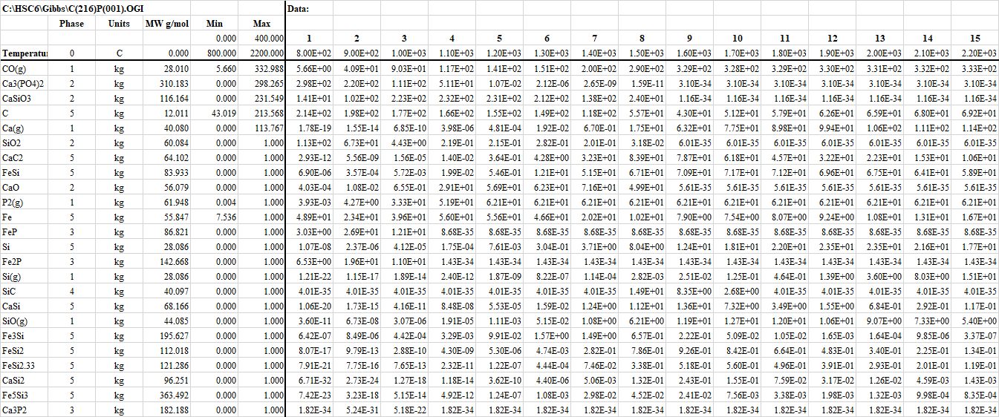 C:\HSC6\Gibbs\C(216)P(001).OGI Data:
Phase Units MW g/mol Min Max
0.000 400.000 1 2 3 4 5 6 7 8 9 10 11 12 13 14 15
Temperatur 0 C 0.000 800.000 2200.000 8.00E+02 9.00E+02 1.00E+03 1.10E+03 1.20E+03 1.30E+03 1.40E+03 1.50E+03 1.60E+03 1.70E+03 1.80E+03 1.90E+03 2.00E+03 2.10E+03 2.20E+03
CO(g) 1 kg 28.010 5.660 332.988 5.66E+00 4.09E+01 9.03E+01 1.17E+02 1.41E+02 1.51E+02 2.00E+02 2.90E+02 3.29E+02 3.28E+02 3.29E+02 3.30E+02 3.31E+02 3.32E+02 3.33E+02
Ca3(PO4)2 2 kg 310.183 0.000 298.265 2.98E+02 2.20E+02 1.11E+02 5.11E+01 1.07E-02 2.12E-06 2.65E-09 1.59E-11 3.10E-34 3.10E-34 3.10E-34 3.10E-34 3.10E-34 3.10E-34 3.10E-34
CaSiO3 2 kg 116.164 0.000 231.549 1.41E+01 1.02E+02 2.23E+02 2.32E+02 2.31E+02 2.12E+02 1.38E+02 2.40E+01 1.16E-34 1.16E-34 1.16E-34 1.16E-34 1.16E-34 1.16E-34 1.16E-34
C 5 kg 12.011 43.019 213.568 2.14E+02 1.98E+02 1.77E+02 1.66E+02 1.55E+02 1.49E+02 1.18E+02 5.57E+01 4.30E+01 5.12E+01 5.79E+01 6.26E+01 6.59E+01 6.80E+01 6.92E+01
Ca(g) 1 kg 40.080 0.000 113.767 1.78E-19 1.55E-14 6.85E-10 3.98E-06 4.81E-04 1.92E-02 6.70E-01 1.75E+01 6.32E+01 7.75E+01 8.98E+01 9.94E+01 1.06E+02 1.11E+02 1.14E+02
SiO2 2 kg 60.084 0.000 1.000 1.13E+02 6.73E+01 4.43E+00 2.19E-01 2.15E-01 2.82E-01 2.01E-01 3.18E-02 6.01E-35 6.01E-35 6.01E-35 6.01E-35 6.01E-35 6.01E-35 6.01E-35
CaC2 5 kg 64.102 0.000 1.000 2.93E-12 5.56E-09 1.56E-05 1.40E-02 3.64E-01 4.28E+00 3.23E+01 8.39E+01 7.87E+01 6.18E+01 4.57E+01 3.22E+01 2.23E+01 1.53E+01 1.06E+01
FeSi 5 kg 83.933 0.000 1.000 6.90E-06 3.57E-04 5.72E-03 1.99E-02 5.46E-01 1.21E+01 5.15E+01 6.71E+01 7.09E+01 7.17E+01 7.12E+01 6.96E+01 6.75E+01 6.41E+01 5.89E+01
CaO 2 kg 56.079 0.000 1.000 4.03E-04 1.08E-02 6.55E-01 2.91E+01 5.69E+01 6.23E+01 7.16E+01 4.99E+01 5.61E-35 5.61E-35 5.61E-35 5.61E-35 5.61E-35 5.61E-35 5.61E-35
P2(g) 1 kg 61.948 0.004 1.000 3.93E-03 4.27E+00 3.33E+01 5.19E+01 6.21E+01 6.21E+01 6.21E+01 6.21E+01 6.21E+01 6.21E+01 6.21E+01 6.21E+01 6.21E+01 6.21E+01 6.21E+01
Fe 5 kg 55.847 7.536 1.000 4.89E+01 2.34E+01 3.96E+01 5.60E+01 5.56E+01 4.66E+01 2.02E+01 1.02E+01 7.90E+00 7.54E+00 8.07E+00 9.24E+00 1.08E+01 1.31E+01 1.67E+01
FeP 3 kg 86.821 0.000 1.000 3.03E+00 2.69E+01 1.21E+01 8.68E-35 8.68E-35 8.68E-35 8.68E-35 8.68E-35 8.68E-35 8.68E-35 8.68E-35 8.68E-35 8.68E-35 8.68E-35 8.68E-35
Si 5 kg 28.086 0.000 1.000 1.07E-08 2.37E-06 4.12E-05 1.75E-04 7.61E-03 3.04E-01 3.71E+00 8.04E+00 1.24E+01 1.81E+01 2.20E+01 2.35E+01 2.35E+01 2.16E+01 1.77E+01
Fe2P 3 kg 142.668 0.000 1.000 6.53E+00 1.96E+01 1.10E+01 1.43E-34 1.43E-34 1.43E-34 1.43E-34 1.43E-34 1.43E-34 1.43E-34 1.43E-34 1.43E-34 1.43E-34 1.43E-34 1.43E-34
Si(g) 1 kg 28.086 0.000 1.000 1.21E-22 1.15E-17 1.89E-14 2.40E-12 1.87E-09 8.22E-07 1.14E-04 2.82E-03 2.51E-02 1.25E-01 4.64E-01 1.39E+00 3.60E+00 8.03E+00 1.51E+01
SiC 4 kg 40.097 0.000 1.000 4.01E-35 4.01E-35 4.01E-35 4.01E-35 4.01E-35 4.01E-35 4.01E-35 1.49E+01 8.35E+00 2.68E+00 4.01E-35 4.01E-35 4.01E-35 4.01E-35 4.01E-35
CaSi 5 kg 68.166 0.000 1.000 1.06E-20 1.73E-15 4.16E-11 8.48E-08 5.53E-05 1.59E-02 1.24E+00 1.12E+01 1.36E+01 7.32E+00 3.49E+00 1.55E+00 6.84E-01 2.92E-01 1.17E-01
SiO(g) 1 kg 44.085 0.000 1.000 3.60E-11 6.73E-08 3.07E-06 1.91E-05 1.11E-03 5.15E-02 1.08E+00 6.21E+00 1.19E+01 1.27E+01 1.20E+01 1.06E+01 9.07E+00 7.33E+00 5.40E+00
Fe3Si 5 kg 195.627 0.000 1.000 6.42E-07 8.49E-06 4.42E-04 3.29E-03 9.91E-02 1.57E+00 1.49E+00 6.57E-01 2.22E-01 5.09E-02 1.05E-02 1.65E-03 1.64E-04 9.85E-06 3.37E-07
FeSi2 5 kg 112.018 0.000 1.000 8.07E-17 9.79E-13 2.88E-10 4.30E-09 5.30E-06 4.74E-03 2.82E-01 7.86E-01 9.26E-01 8.42E-01 6.64E-01 4.83E-01 3.40E-01 2.25E-01 1.34E-01
FeSi2.33 5 kg 121.286 0.000 1.000 7.91E-21 7.75E-16 7.65E-13 2.32E-11 1.22E-07 4.44E-04 7.46E-02 3.38E-01 5.18E-01 5.60E-01 4.96E-01 3.91E-01 2.93E-01 2.01E-01 1.19E-01
CaSi2 5 kg 96.251 0.000 1.000 6.71E-32 2.73E-24 1.27E-18 1.18E-14 3.62E-10 4.40E-06 5.06E-03 1.32E-01 2.43E-01 1.55E-01 7.59E-02 3.17E-02 1.26E-02 4.59E-03 1.43E-03
Fe5Si3 5 kg 363.492 0.000 1.000 7.42E-23 3.23E-18 5.15E-14 4.92E-12 1.24E-07 1.08E-03 2.98E-02 4.52E-02 2.41E-02 7.56E-03 3.38E-03 1.98E-03 1.32E-03 9.98E-04 8.35E-04
Ca3P2 3 kg 182.188 0.000 1.000 1.82E-34 5.24E-31 5.18E-22 1.82E-34 1.82E-34 1.82E-34 1.82E-34 1.82E-34 1.82E-34 1.82E-34 1.82E-34 1.82E-34 1.82E-34 1.82E-34 1.82E-34